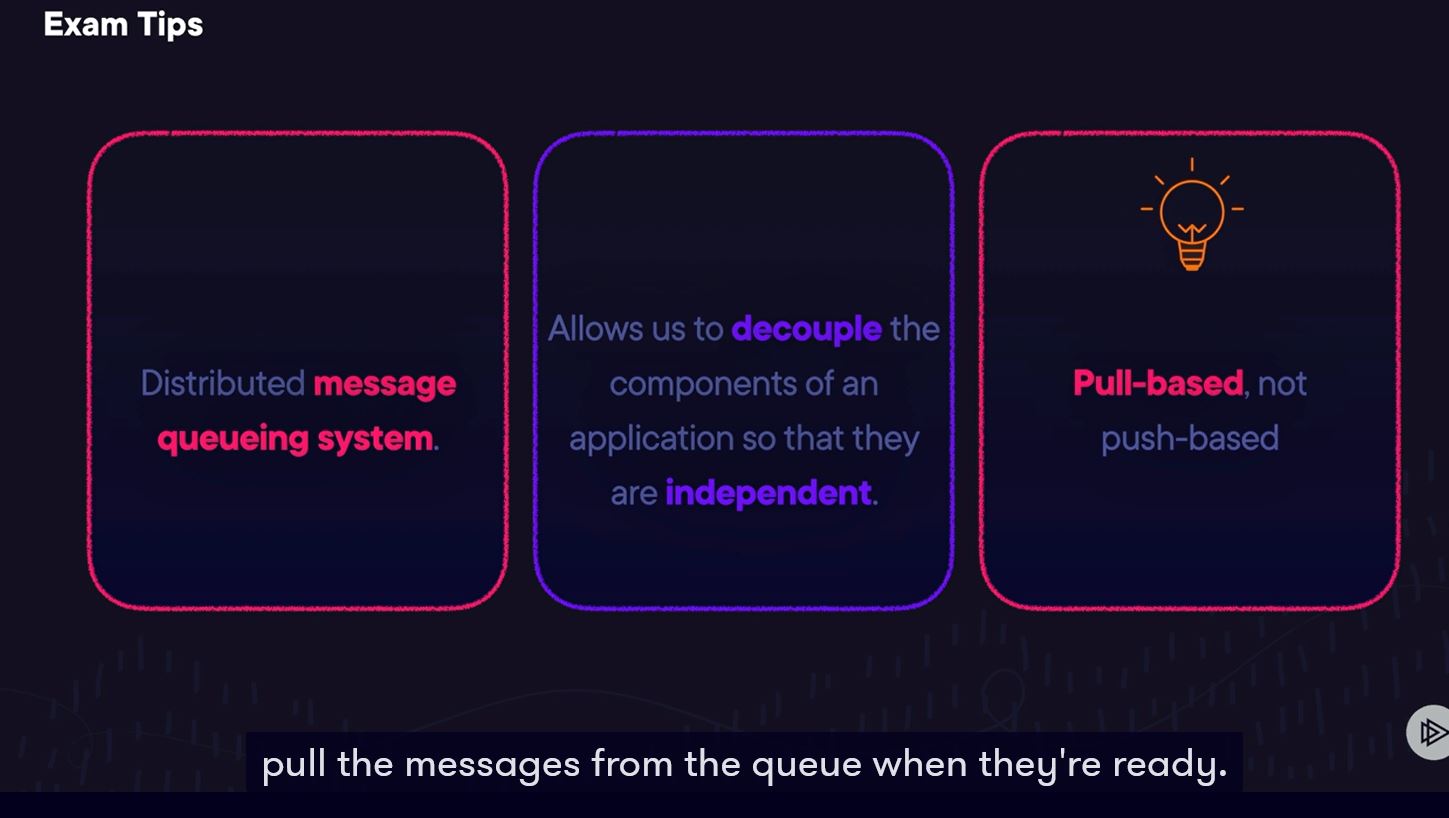 Exam Tips
Distributed message
queueing system.
Allows us to decouple the
components of an
application so that they
are independent.
Pull-based, not
push-based
pull the messages from the queue when they're ready.